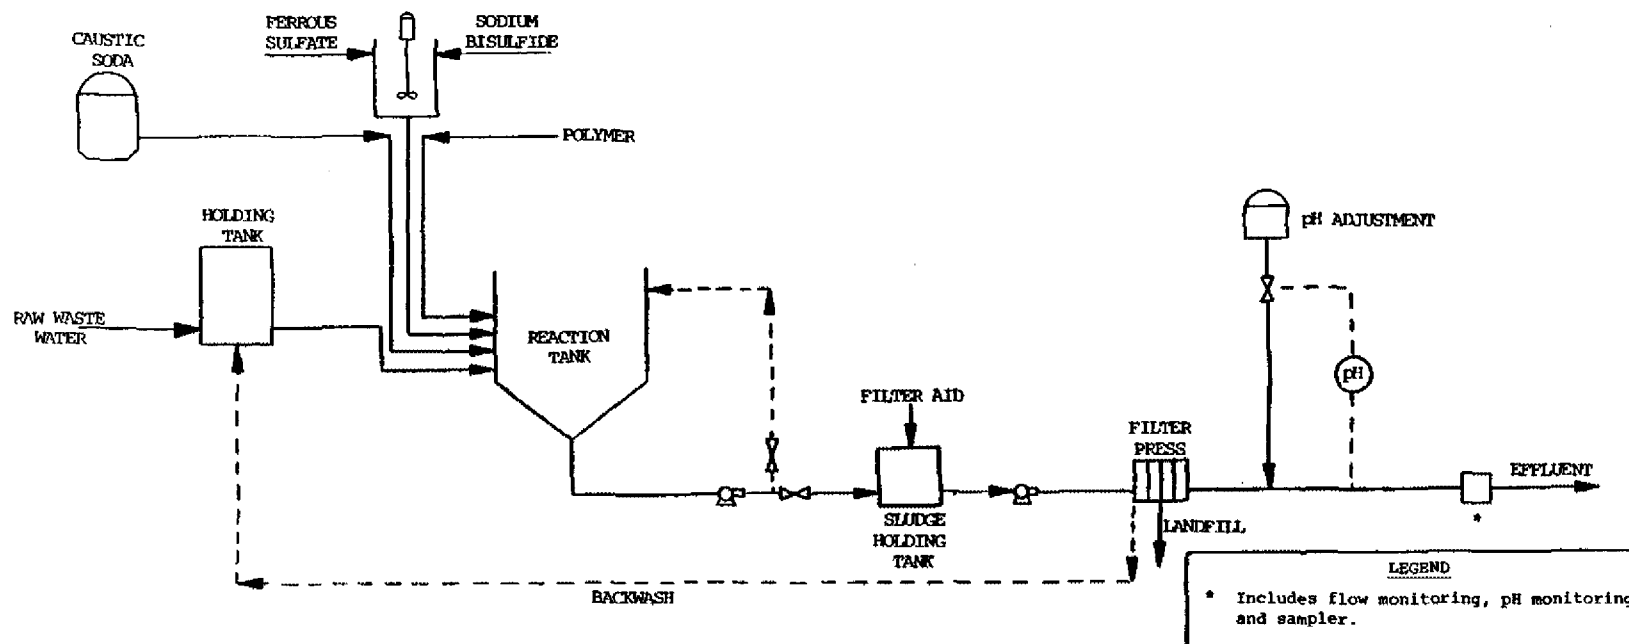 FERROUS
SULFATE
SODIUM
BISULFIDE
CAUSTIC
SODA
POLYMER
HOLDING
TANK
pH ADJUSTMENT
RAW WASTE
WATER
REACTION
TANK
pH
FILTER AID
FILTER
PRESS
EFFLUENT
*
SLUDGE
HOLDING
TANK
LANDFILL
BACKWASH
LEGEND
* Includes flow monitoring, pH monitoring
and sampler.